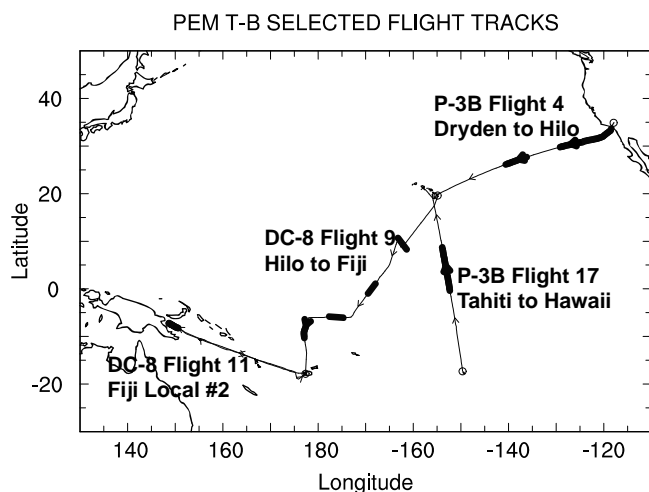 PEM T-B SELECTED FLIGHT TRACKS
40
20
0
-20
Latitude
P-3B Flight 4
Dryden to Hilo
DC-8 Flight 9
Hilo to Fiji
P-3B Flight 17
Tahiti to Hawaii
DC-8 Flight 11
Fiji Local #2
140 160 180 -160 -140 -120
Longitude